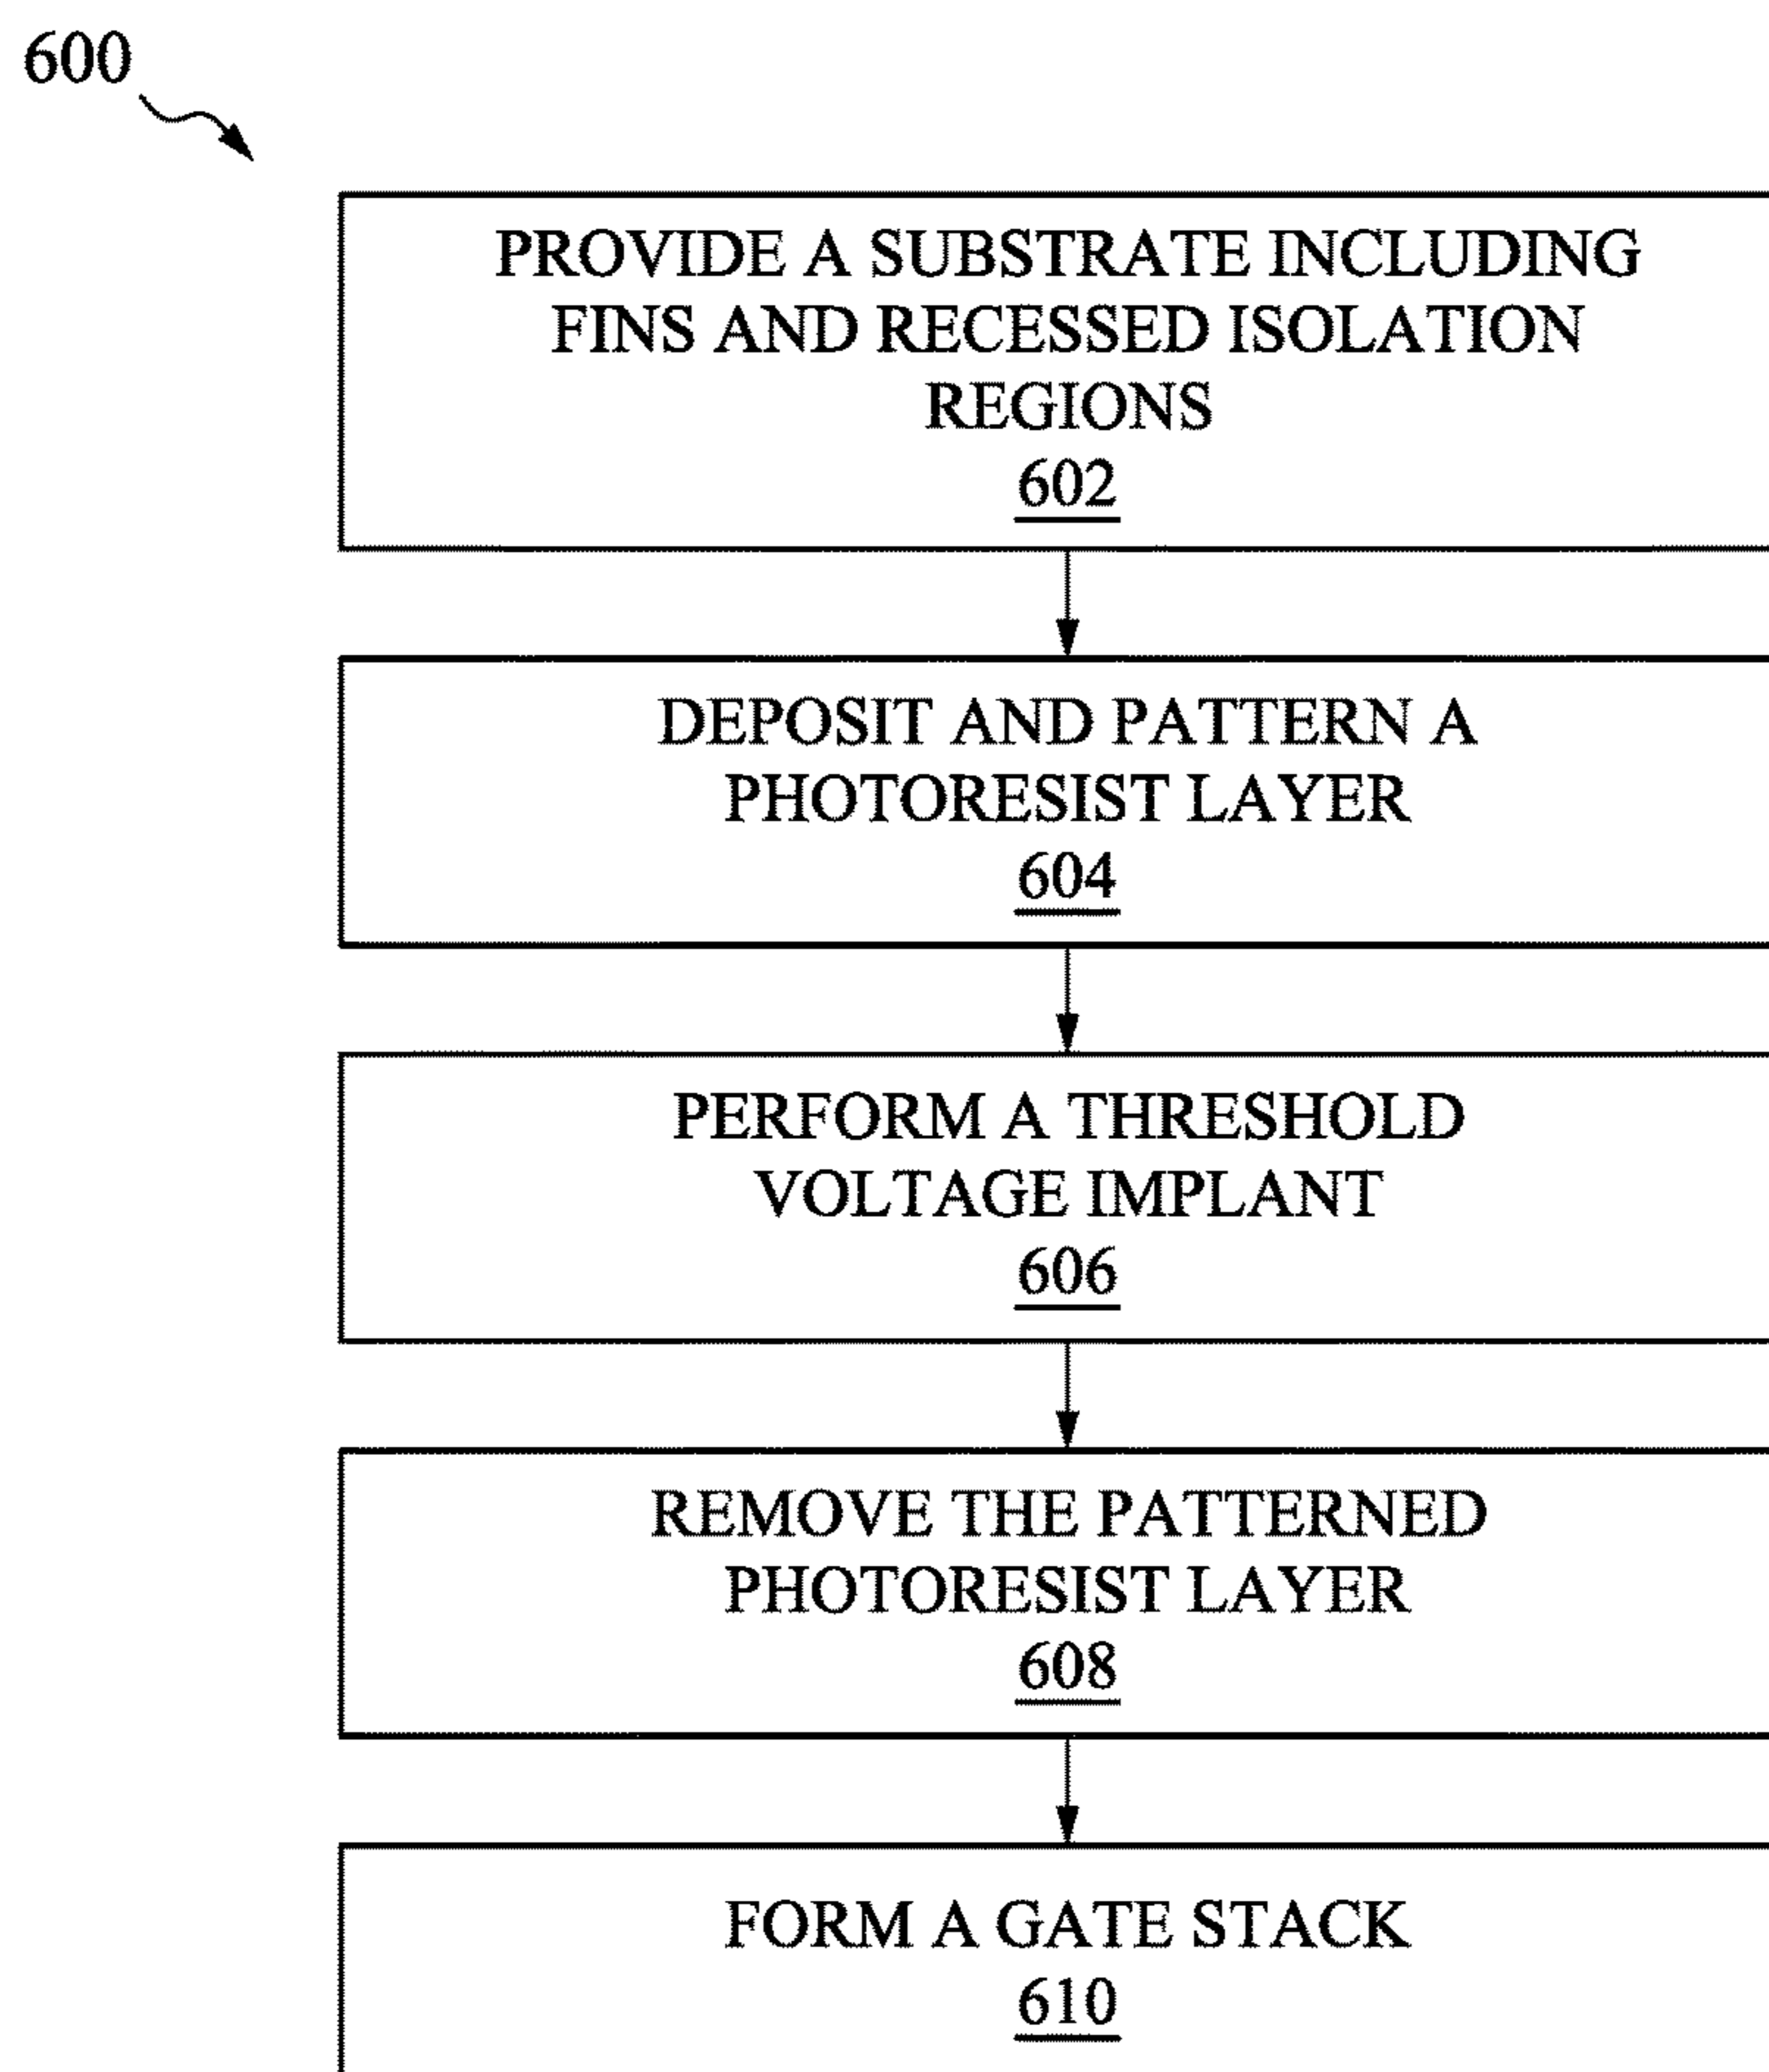 600
PROVIDE A SUBSTRATE INCLUDING
FINS AND RECESSED ISOLATION
REGIONS
602
DEPOSIT AND PATTERN A
PHOTORESIST LAYER
604
PERFORM A THRESHOLD
VOLTAGE IMPLANT
606
REMOVE THE PATTERNED
PHOTORESIST LAYER
608
FORM A GATE STACK
610